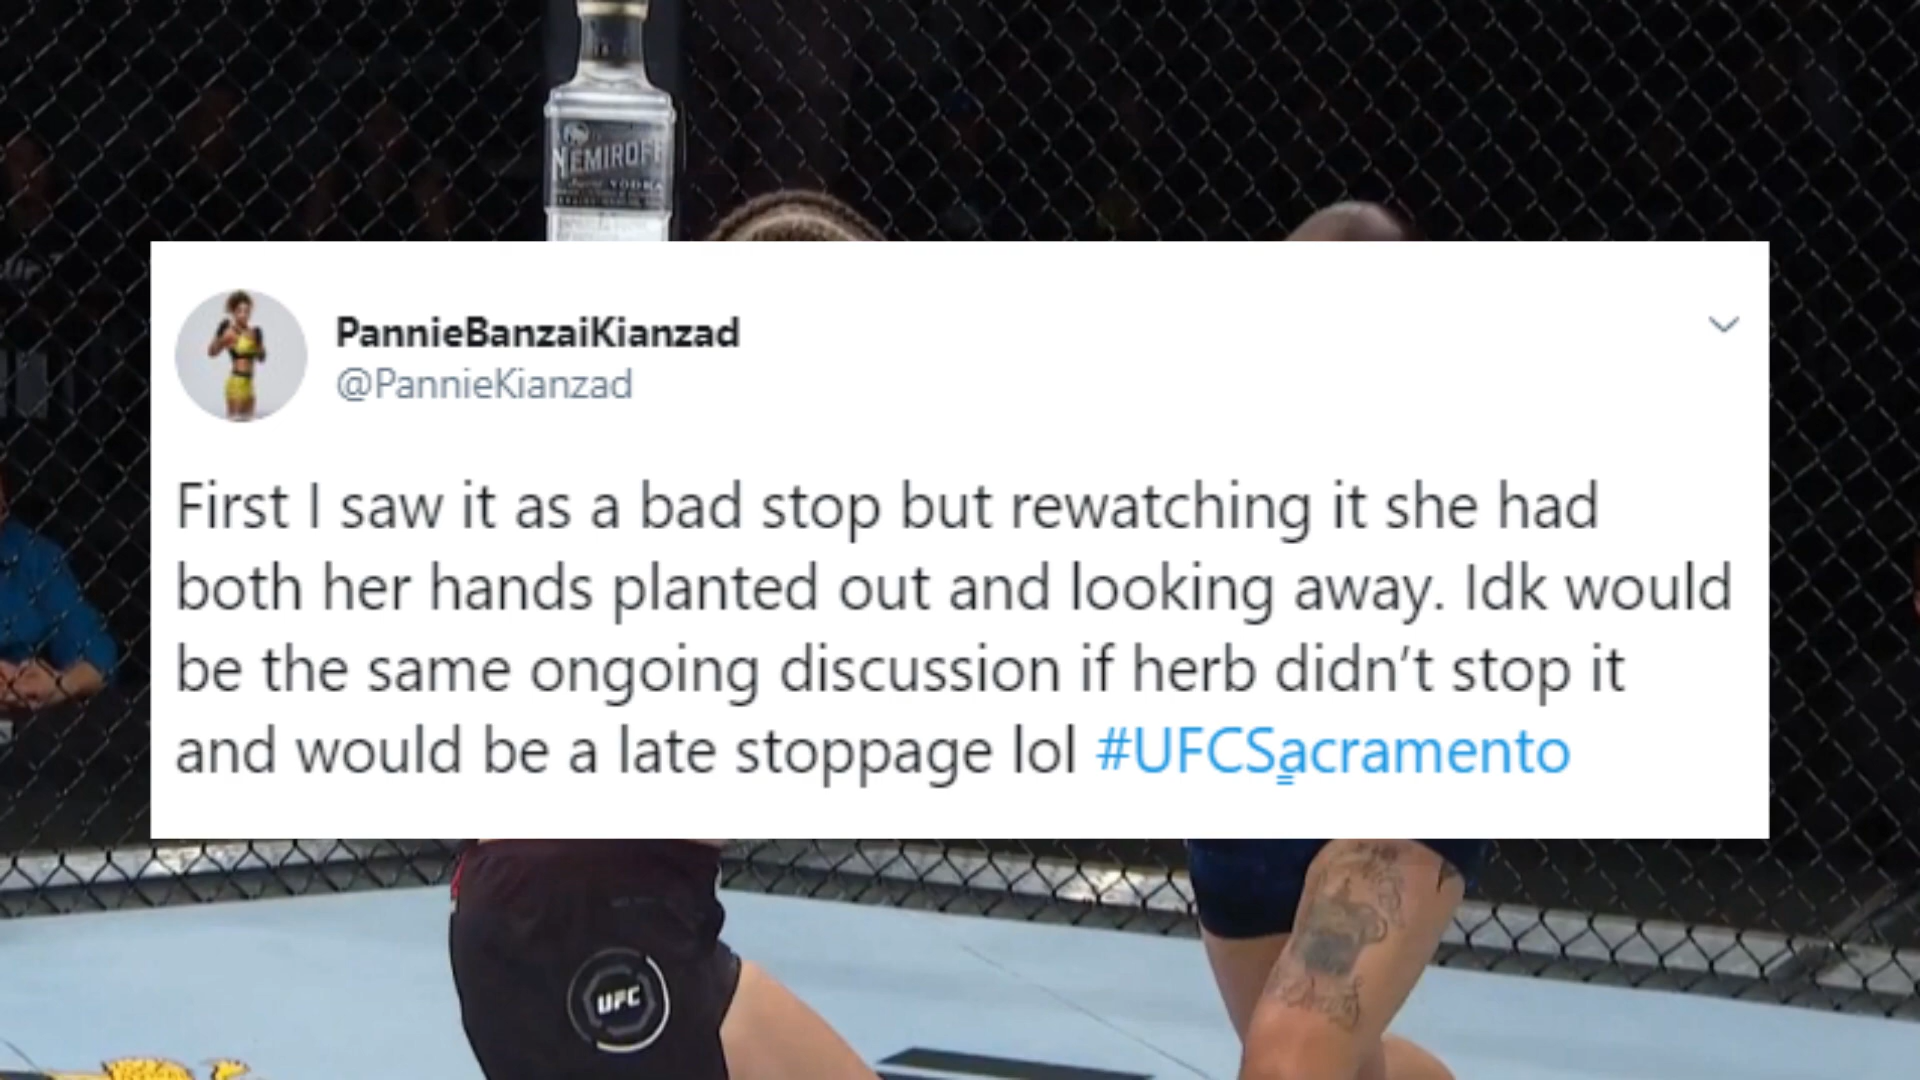 NEMIROFF
VODKA
PannieBanzaiKianzad
@PannieKianzad
First I saw it as a bad stop but rewatching it she had
both her hands planted out and looking away. Idk would
be the same ongoing discussion if herb didn’t stop it
and would be a late stoppage lol #UFCSacramento
UFC